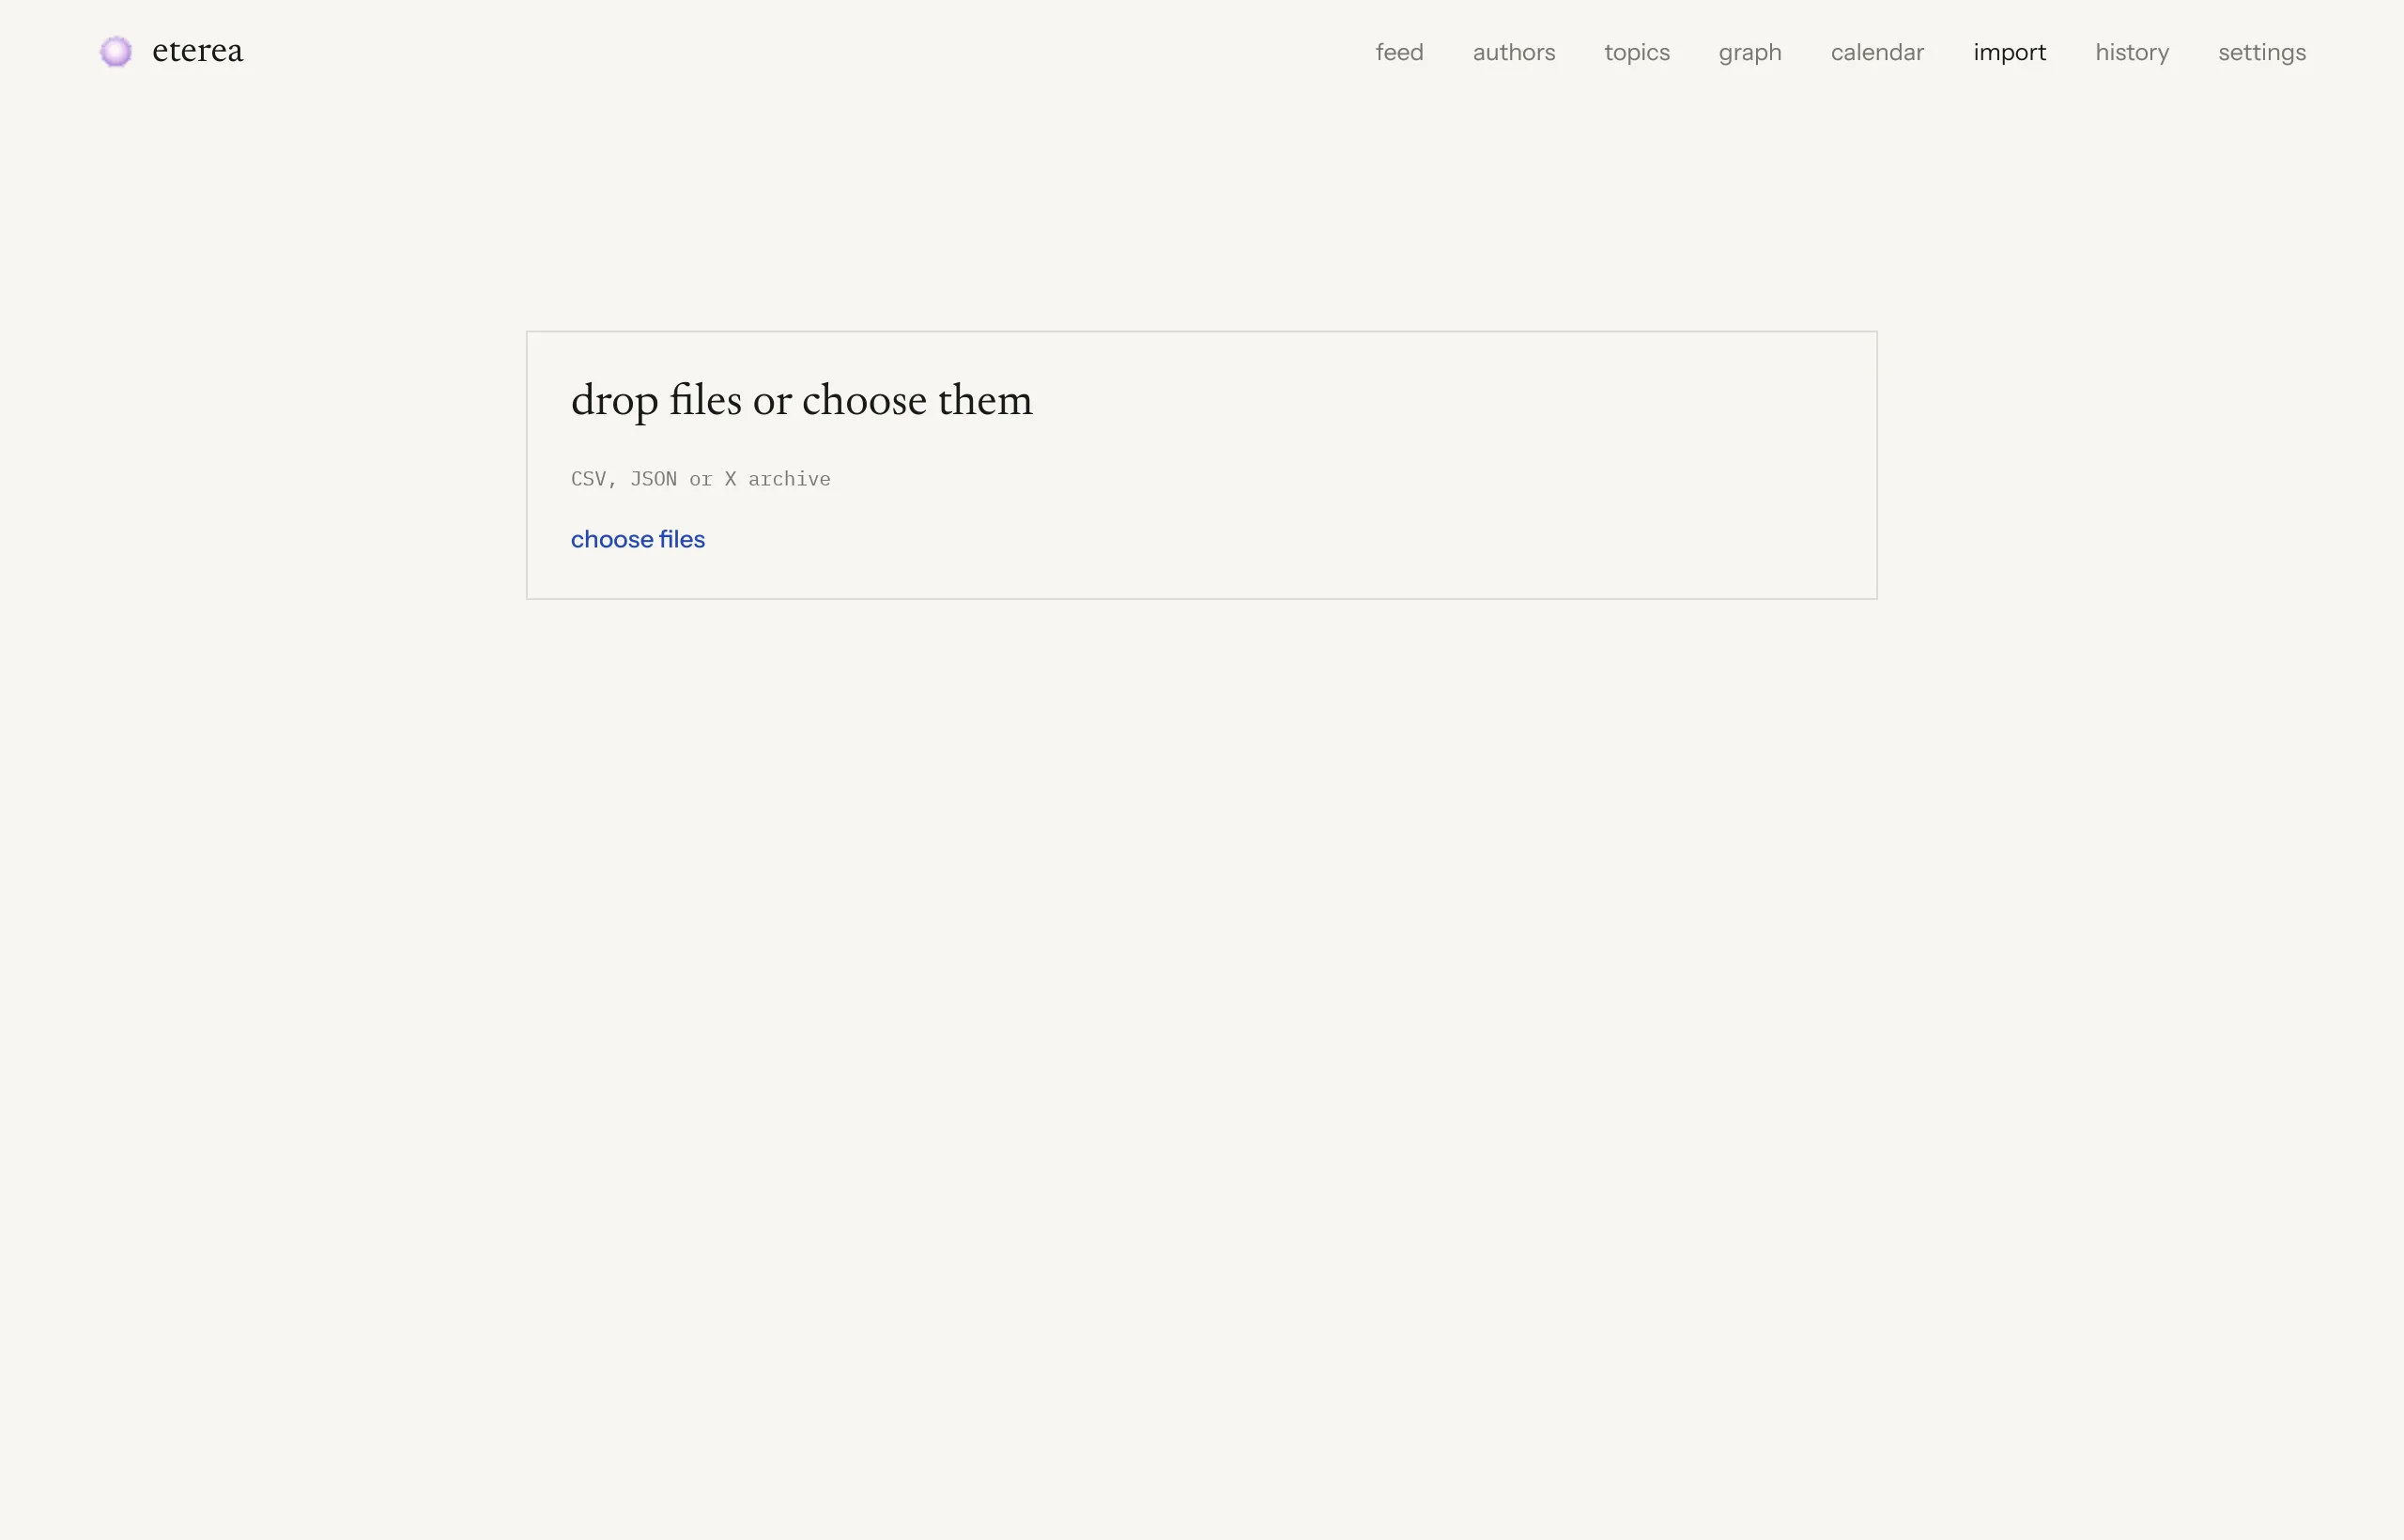 eterea
feed authors topics graph calendar import history settings
drop files or choose them
CSV, JSON or X archive
choose files